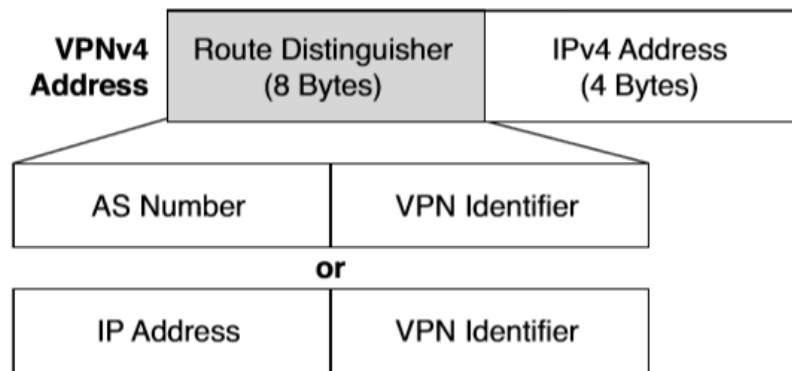 VPNv4
Address
Route Distinguisher
(8 Bytes)
IPv4 Address
(4 Bytes)
AS Number
VPN Identifier
or
IP Address
VPN Identifier